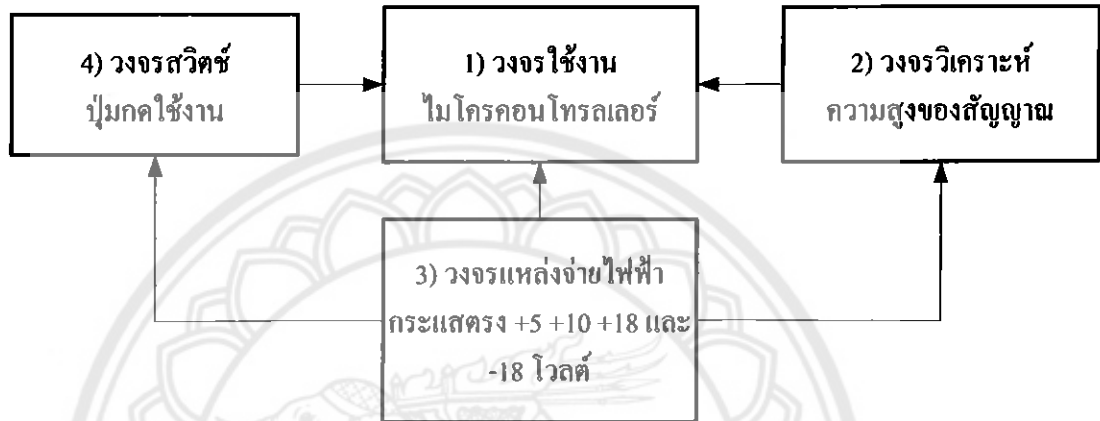 4) วงจรสวิตช์
ปุ่มกดใช้งาน
1) วงจรใช้งาน
ไมโครคอนโทรลเลอร์
2) วงจรวิเคราะห์
ความสูงของสัญญาณ
3) วงจรแหล่งจ่ายไฟฟ้า
กระแสตรง +5 +10 +18 และ
-18 โวลต์